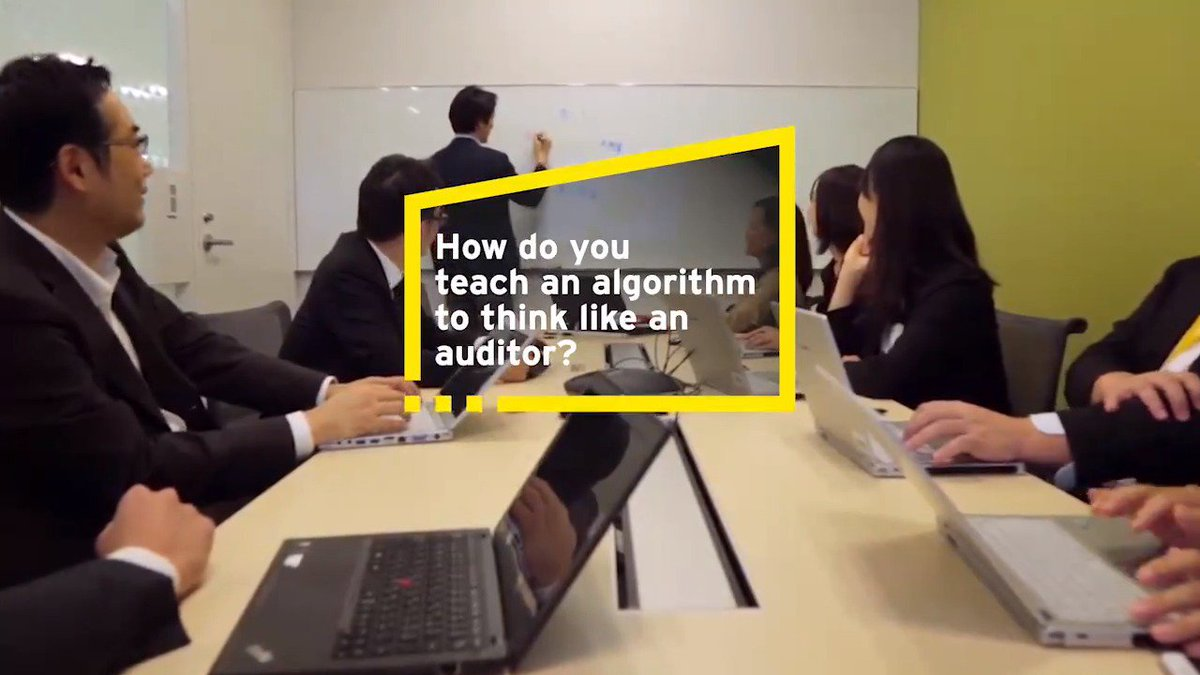 How do you
teach an algorithm
to think like an
auditor?